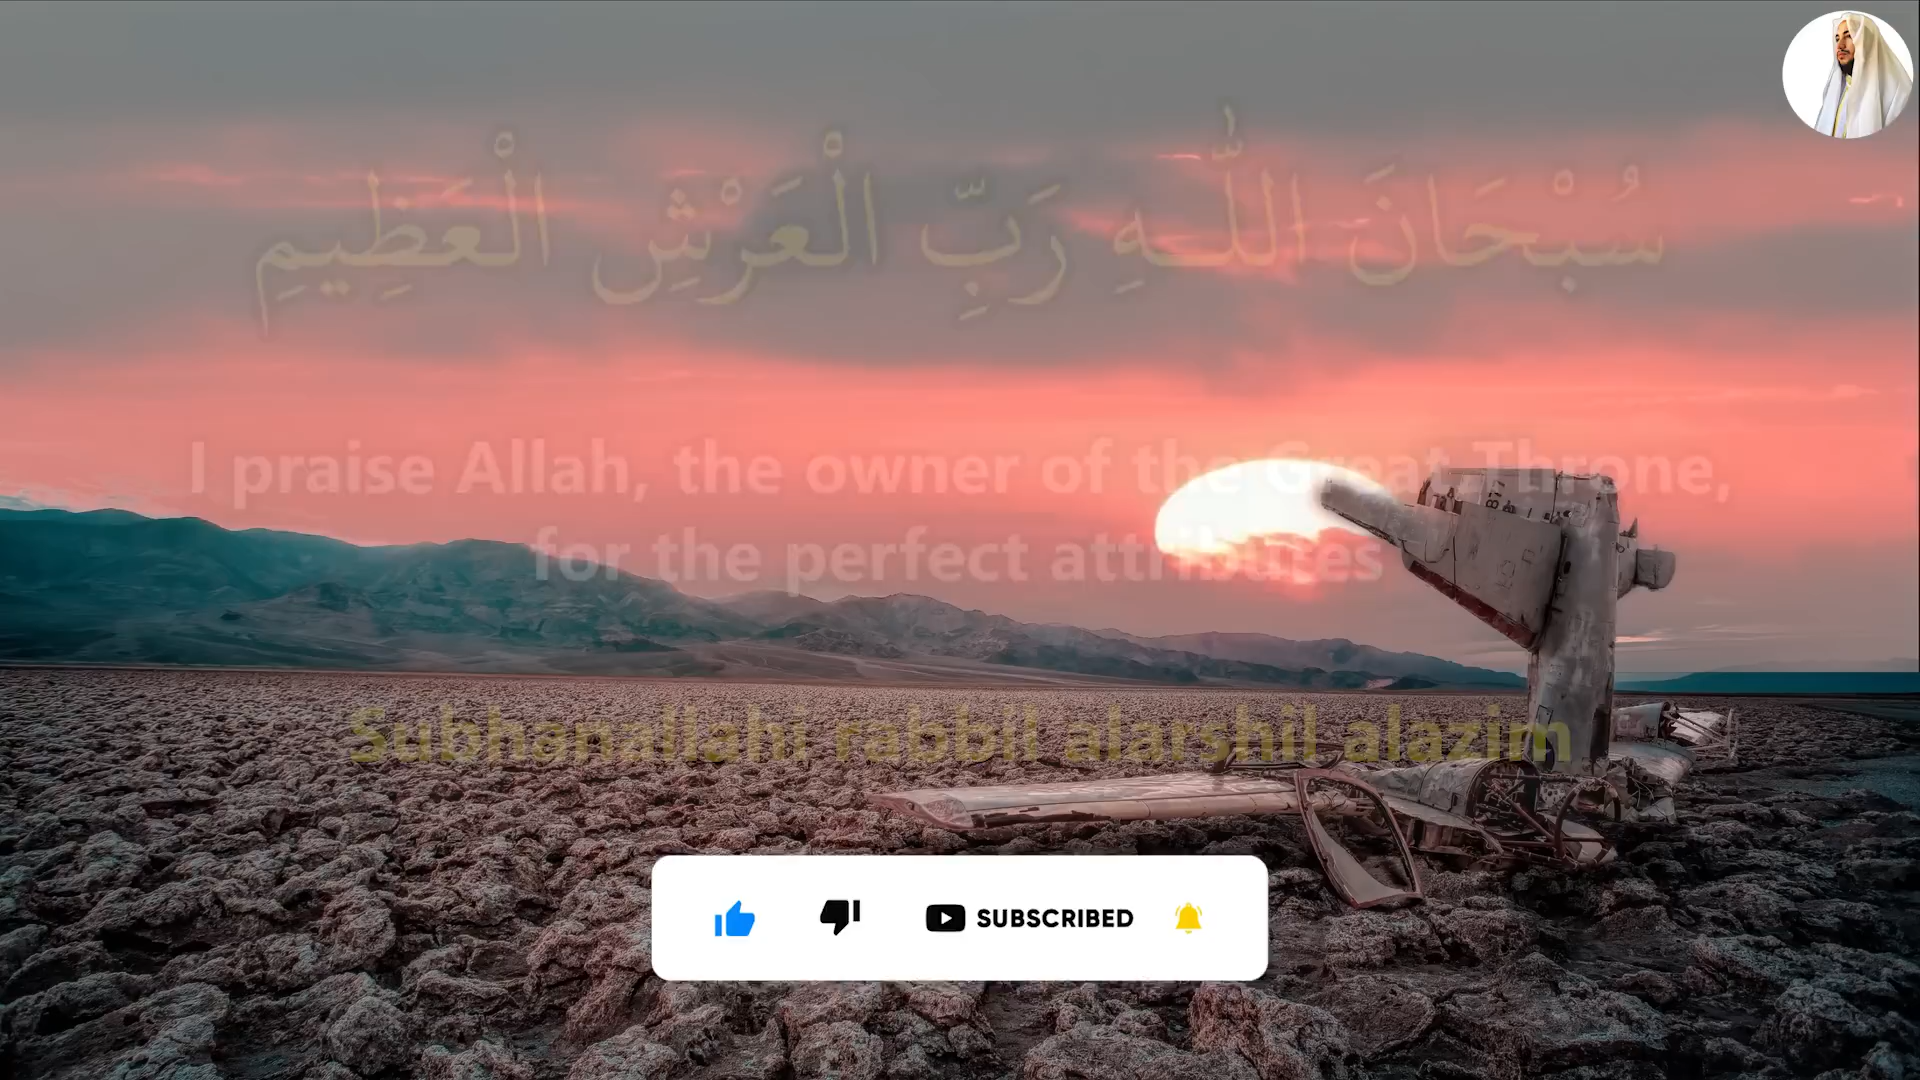 سُبْحَانَ اللّٰهِ رَبِّ الْعَرْشِ الْعَظِيمِ
I praise Allah, the owner of the Great Throne,
for the perfect attributes
Subhanallahi rabbil alarshil alazim
SUBSCRIBED